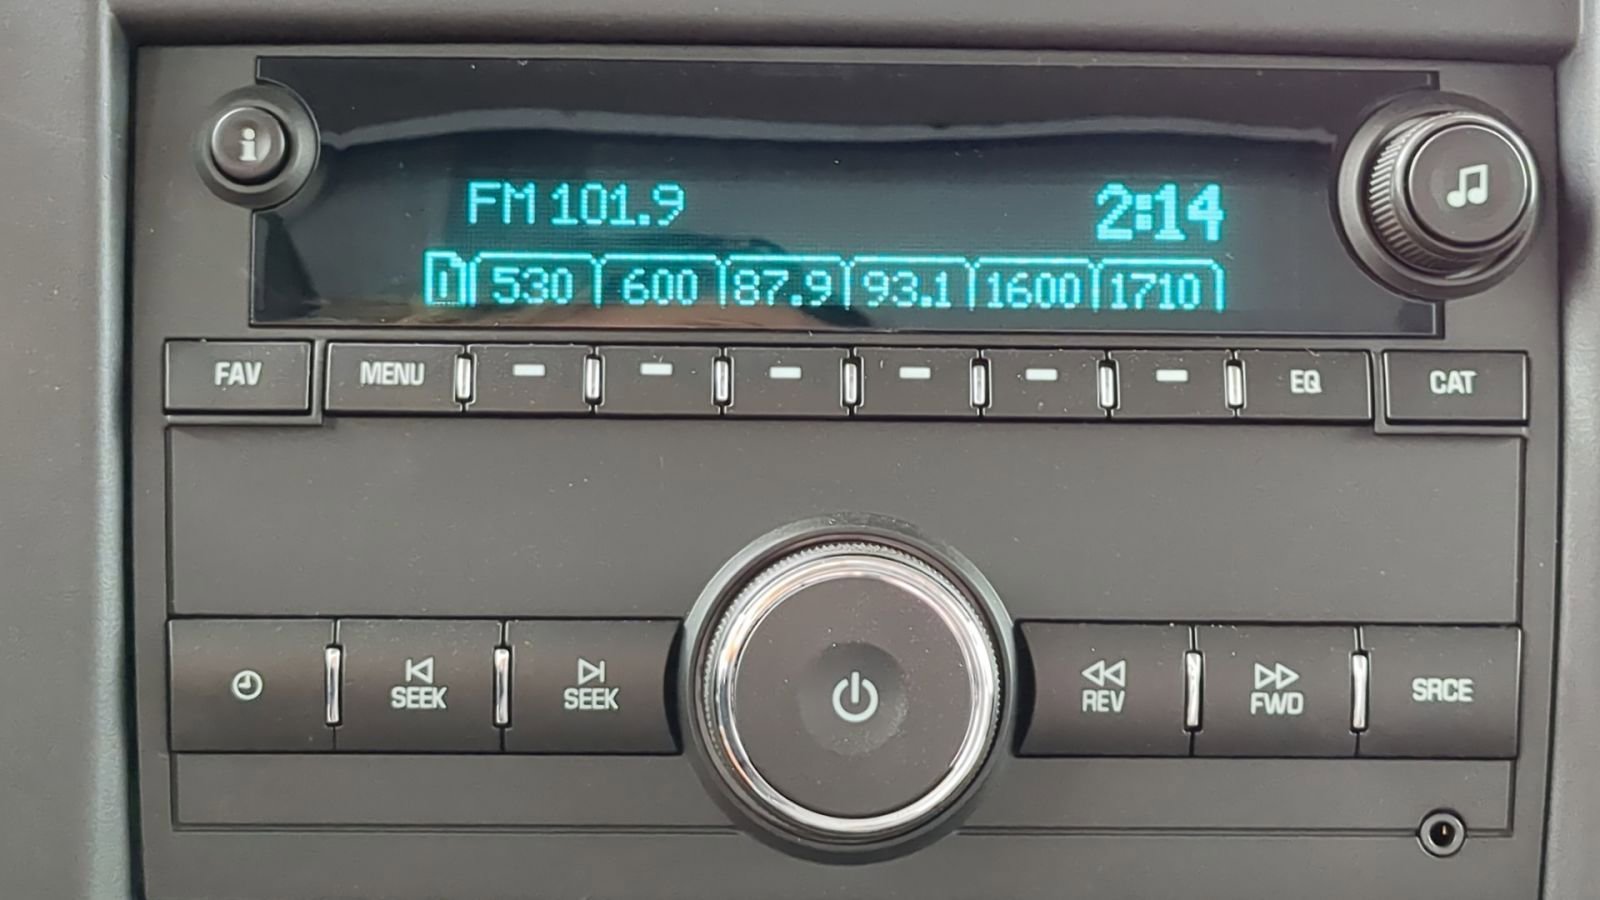 i
FM 101.9 2:14
530 600 87.9 93.1 1600 1710
FAV MENU EQ CAT
SEEK SEEK REV FWD SRCE